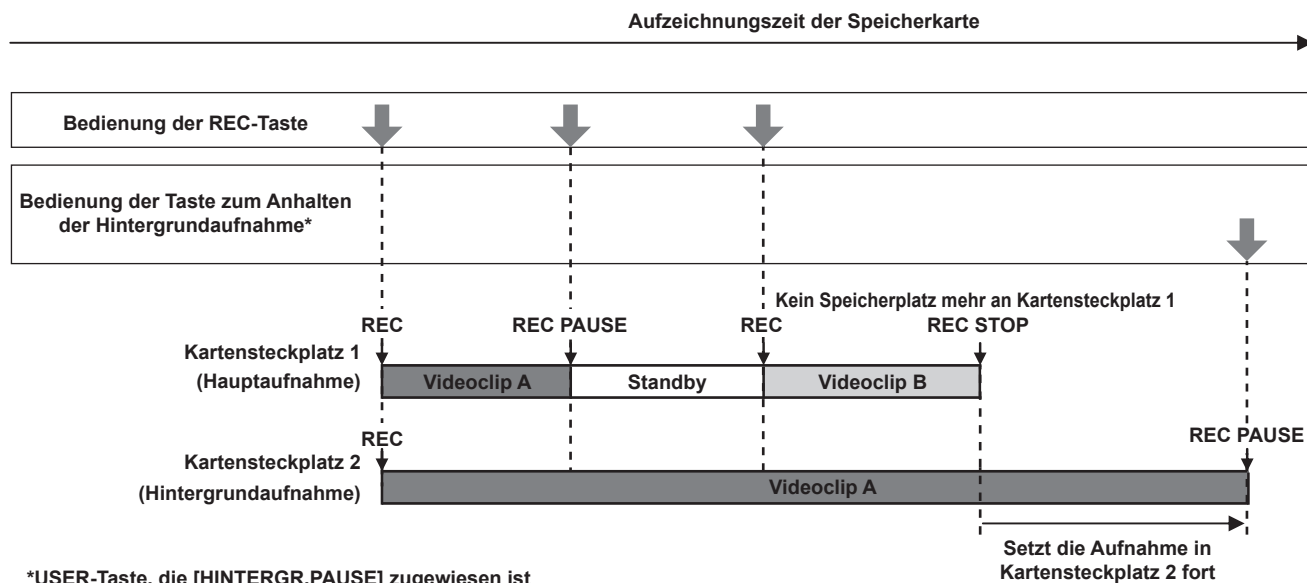 Aufzeichnungszeit der Speicherkarte
Bedienung der REC-Taste
Bedienung der Taste zum Anhalten
der Hintergrundaufnahme*
Kein Speicherplatz mehr an Kartensteckplatz 1
REC
REC PAUSE
REC
REC STOP
Kartensteckplatz 1
(Hauptaufnahme)
Videoclip A
Standby
Videoclip B
REC
REC PAUSE
Kartensteckplatz 2
(Hintergrundaufnahme)
Videoclip A
Setzt die Aufnahme in
Kartensteckplatz 2 fort
*USER-Taste, die [HINTERGR.PAUSE] zugewiesen ist